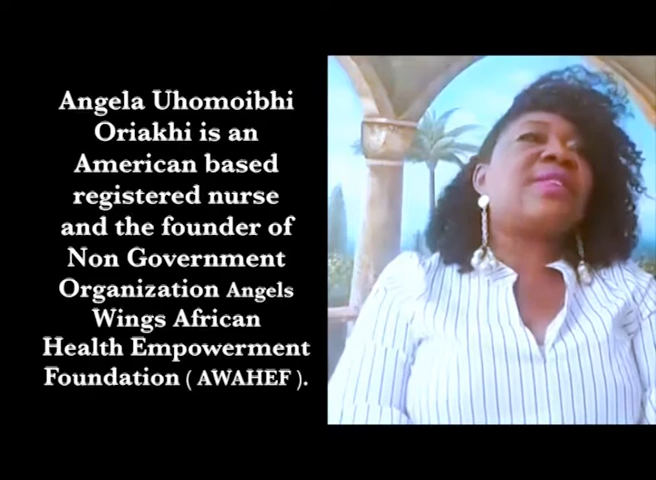 Angela Uhomoibhi
Oriakhi is an
American based
registered nurse
and the founder of
Non Government
Organization Angels
Wings African
Health Empowerment
Foundation ( AWAHEF ).